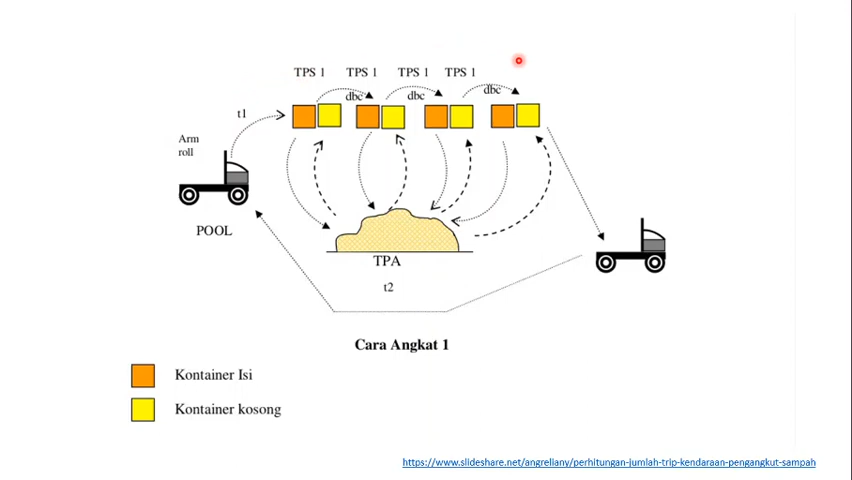 TPS 1 TPS 1 TPS 1 TPS 1
dbc dbc dbc
t1
Arm
roll
POOL
TPA
t2
Cara Angkat 1
Kontainer Isi
Kontainer kosong
https://www.slideshare.net/angreliany/perhitungan-jumlah-trip-kendaraan-pengangkut-sampah